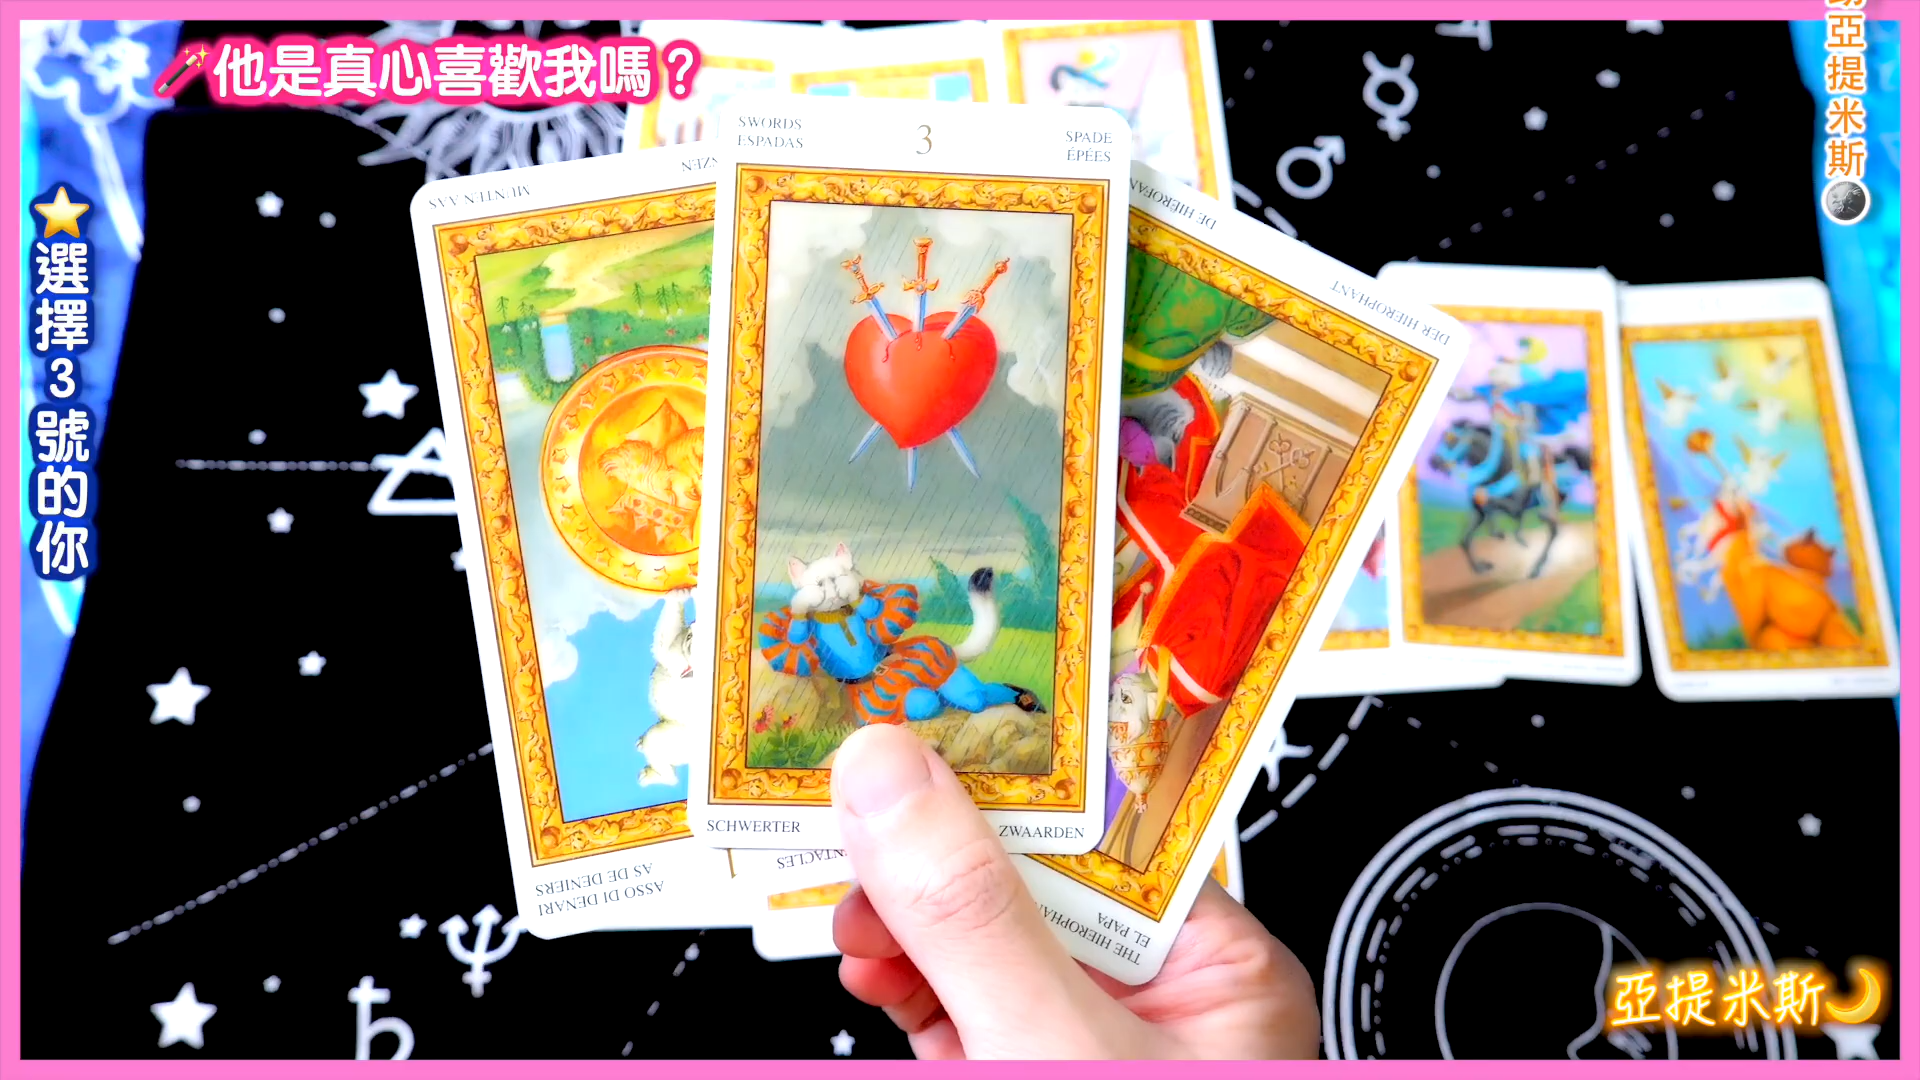 🪄他是真心喜歡我嗎？
亞提米斯
⭐選擇3號的你
SWORDS
ESPADAS
3
SPADE
ÉPÉES
SCHWERTER
ZWAARDEN
MUNTEN AAS
ASSO DI DENARI
AS DE DENIERS
DER HIEROPHANT
THE HIEROPHANT
EL PAPA
亞提米斯🌙